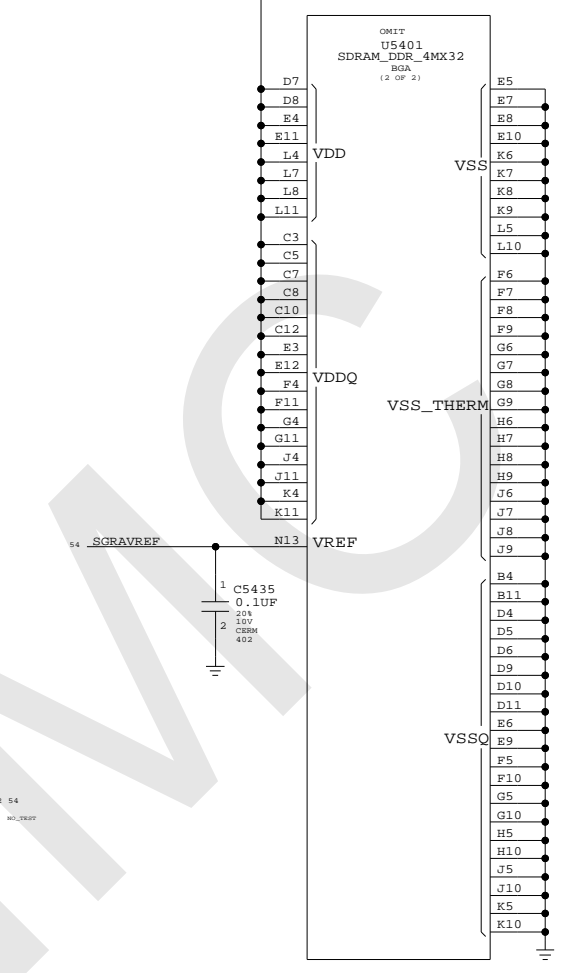 OMIT
U5401
SDRAM_DDR_4MX32
BGA
(2 OF 2)
D7
D8
E4
E11
L4
L7
L8
L11
VDD
C3
C5
C7
C8
C10
C12
E3
E12
F4
F11
G4
G11
J4
J11
K4
K11
VDDQ
54 SGRAVREF
N13 VREF
1 C5435
0.1UF
20%
10V
2 CERM
402
E5
E7
E8
E10
K6
K7
K8
K9
L5
L10
VSS
F6
F7
F8
F9
G6
G7
G8
G9
H6
H7
H8
H9
J6
J7
J8
J9
VSS_THERM
B4
B11
D4
D5
D6
D9
D10
D11
E6
E9
F5
F10
G5
G10
H5
H10
J5
J10
K5
K10
VSSQ
2 54
NO_TEST